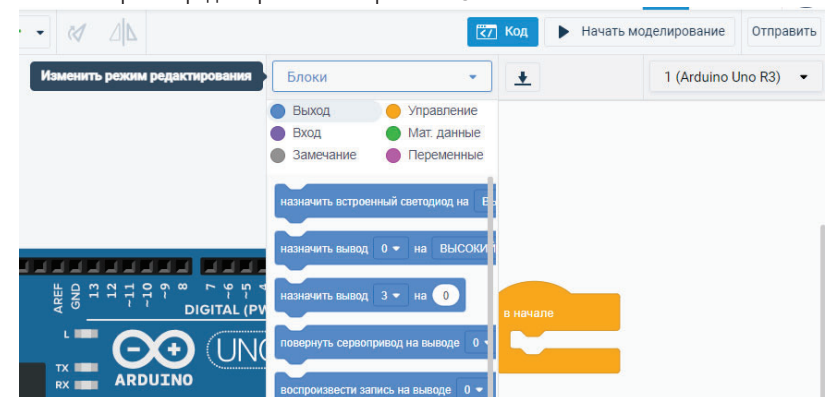 Код
Начать моделирование
Отправить
Изменить режим редактирования
Блоки
1 (Arduino Uno R3)
Выход
Управление
Вход
Мат. данные
Замечание
Переменные
назначить встроенный светодиод на
назначить вывод 0 на ВЫСОКИЙ
назначить вывод 3 на 0
в начале
повернуть сервопривод на выводе 0
воспроизвести запись на выводе 0
AREF
GND
13
12
~11
~10
~9
8
7
~6
~5
DIGITAL (PW
L
UNO
TX
RX
ARDUINO